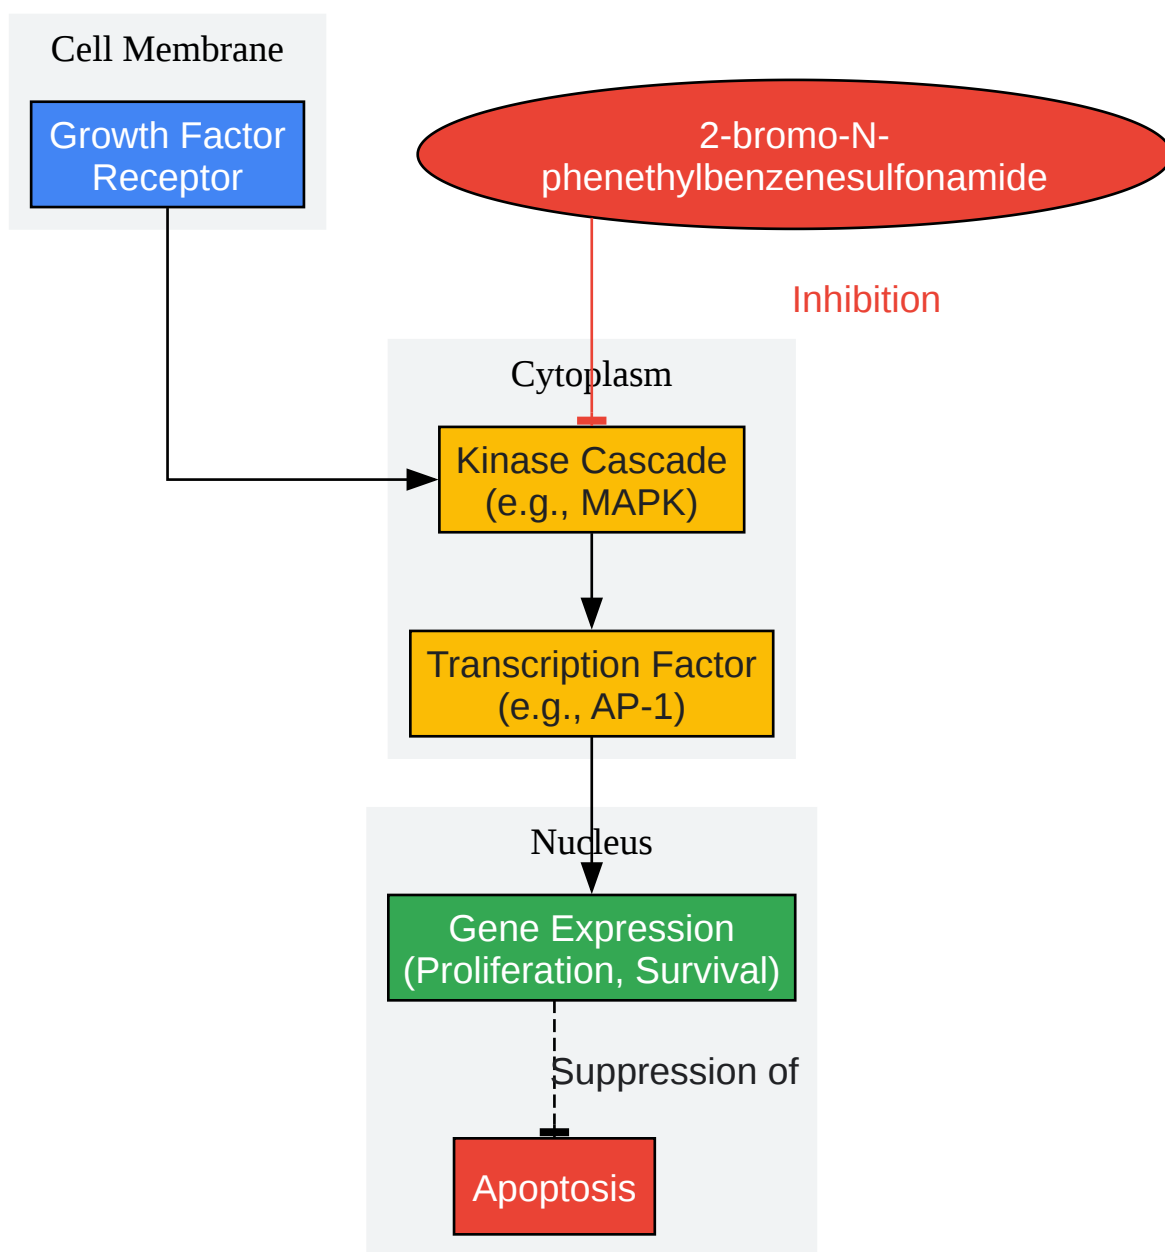 Cell Membrane
Growth Factor
Receptor
2-bromo-N-
phenethylbenzenesulfonamide
Inhibition
Cytoplasm
Kinase Cascade
(e.g., MAPK)
Transcription Factor
(e.g., AP-1)
Nucleus
Gene Expression
(Proliferation, Survival)
Suppression of
Apoptosis